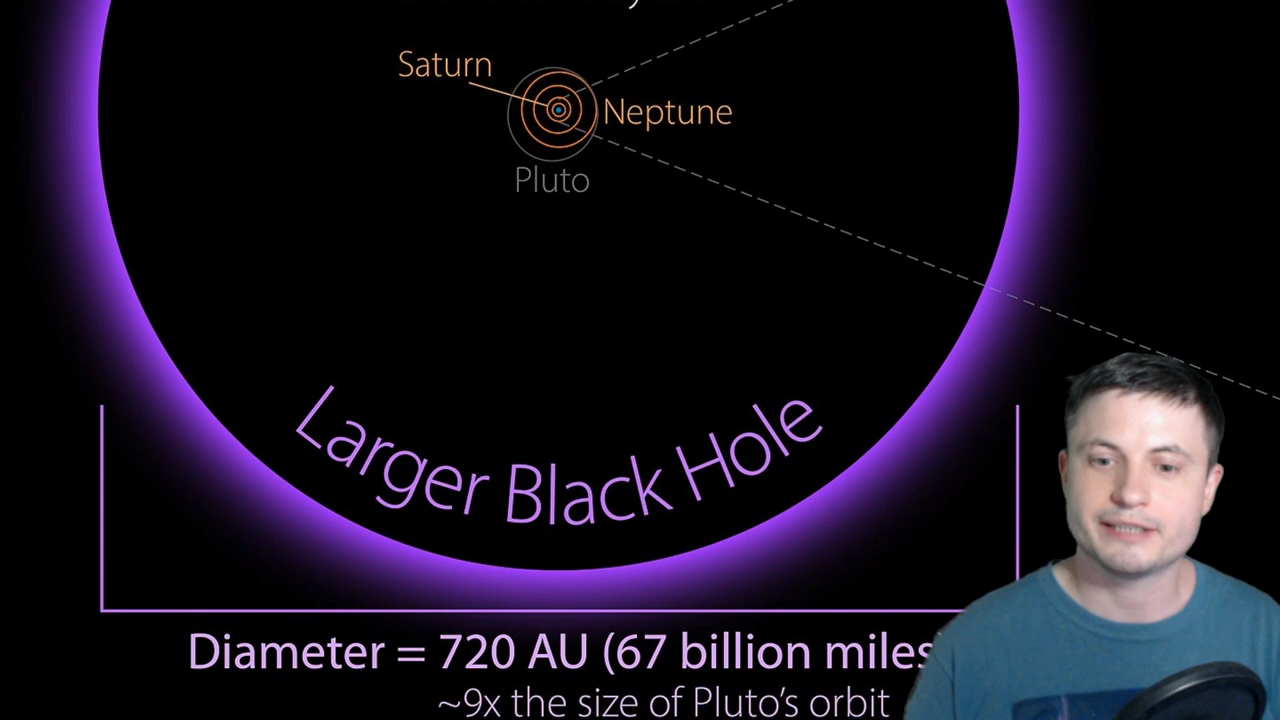 Saturn
Neptune
Pluto
Larger Black Hole
Diameter = 720 AU (67 billion miles
~9x the size of Pluto's orbit